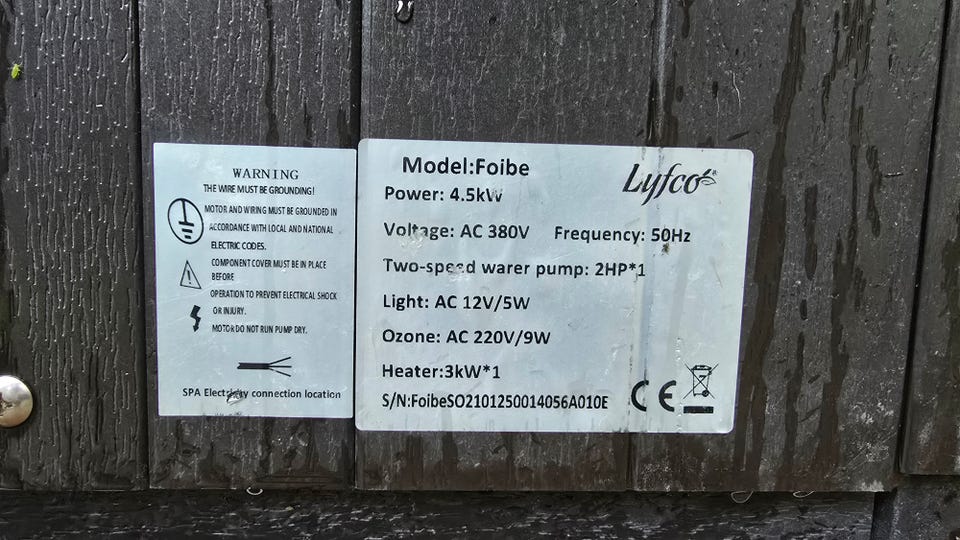 WARNING
THE WIRE MUST BE GROUNDING!
MOTOR AND WIRING MUST BE GROUNDED IN
ACCORDANCE WITH LOCAL AND NATIONAL
ELECTRIC CODES.
COMPONENT COVER MUST BE IN PLACE
BEFORE
OPERATION TO PREVENT ELECTRICAL SHOCK
OR INJURY.
MOTOR DO NOT RUN PUMP DRY.
SPA Electricity connection location
Model:Foibe
Lyfco®
Power: 4.5kW
Voltage: AC 380V Frequency: 50Hz
Two-speed warer pump: 2HP*1
Light: AC 12V/5W
Ozone: AC 220V/9W
Heater:3kW*1
S/N:FoibeSO2101250014056A010E
CE